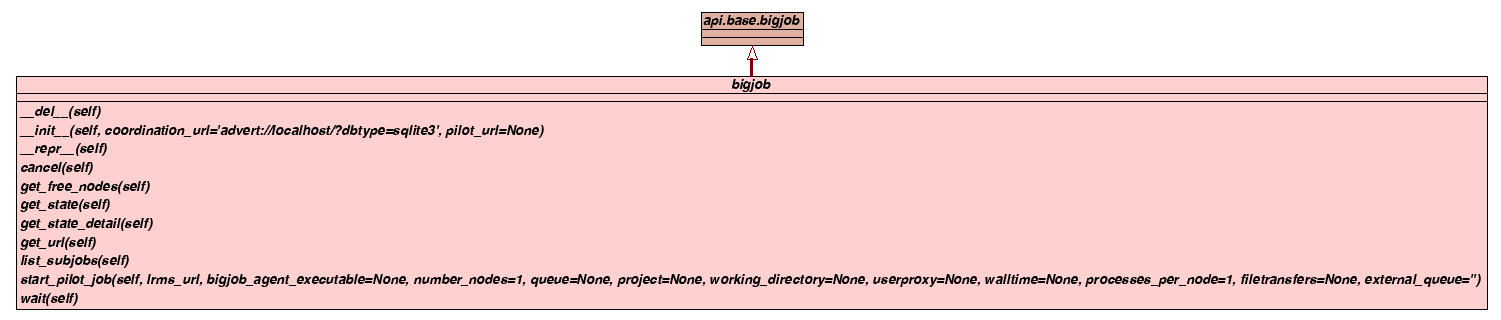 api.base.bigjob
bigjob
__del__(self)
__init__(self, coordination_url='advert://localhost/?dbtype=sqlite3', pilot_url=None)
__repr__(self)
cancel(self)
get_free_nodes(self)
get_state(self)
get_state_detail(self)
get_url(self)
list_subjobs(self)
start_pilot_job(self, lrms_url, bigjob_agent_executable=None, number_nodes=1, queue=None, project=None, working_directory=None, userproxy=None, walltime=None, processes_per_node=1, filetransfers=None, external_queue='')
wait(self)